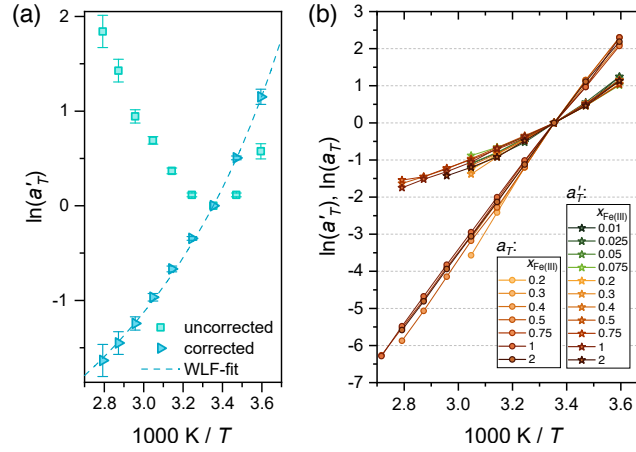 (a)
2
1
0
-1
ln(a′T)
2.8 3.0 3.2 3.4 3.6
1000 K / T
uncorrected
corrected
WLF-fit
(b)
3
2
1
0
-1
-2
-3
-4
-5
-6
-7
ln(a′T), ln(aT)
2.8 3.0 3.2 3.4 3.6
1000 K / T
aT:
xFe(III)
0.2
0.3
0.4
0.5
0.75
1
2
a′T:
xFe(III)
0.01
0.025
0.05
0.075
0.2
0.3
0.4
0.5
0.75
1
2